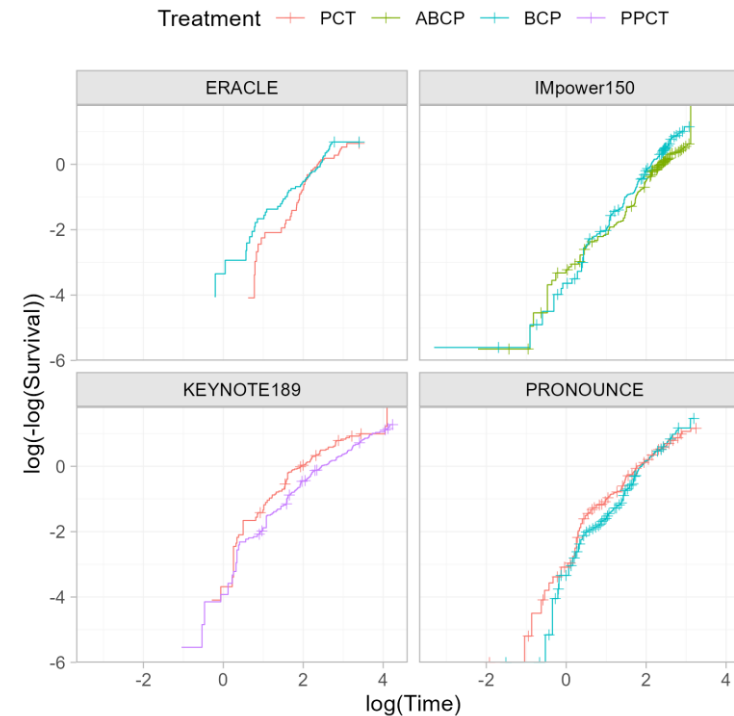 Treatment PCT ABCP BCP PPCT
ERACLE IMpower150
0
-2
-4
-6
KEYNOTE189 PRONOUNCE
0
-2
-4
-6
-2 0 2 4 -2 0 2 4
log(Time)
log(-log(Survival))